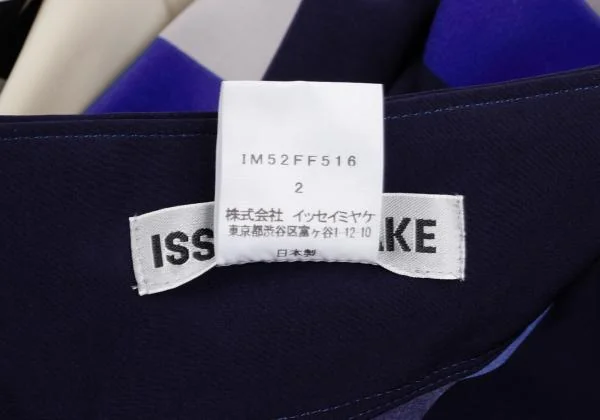 IM52FF516
2
株式会社 イッセイミヤケ
東京都渋谷区富ヶ谷1-12-10
日本製
ISS AKE